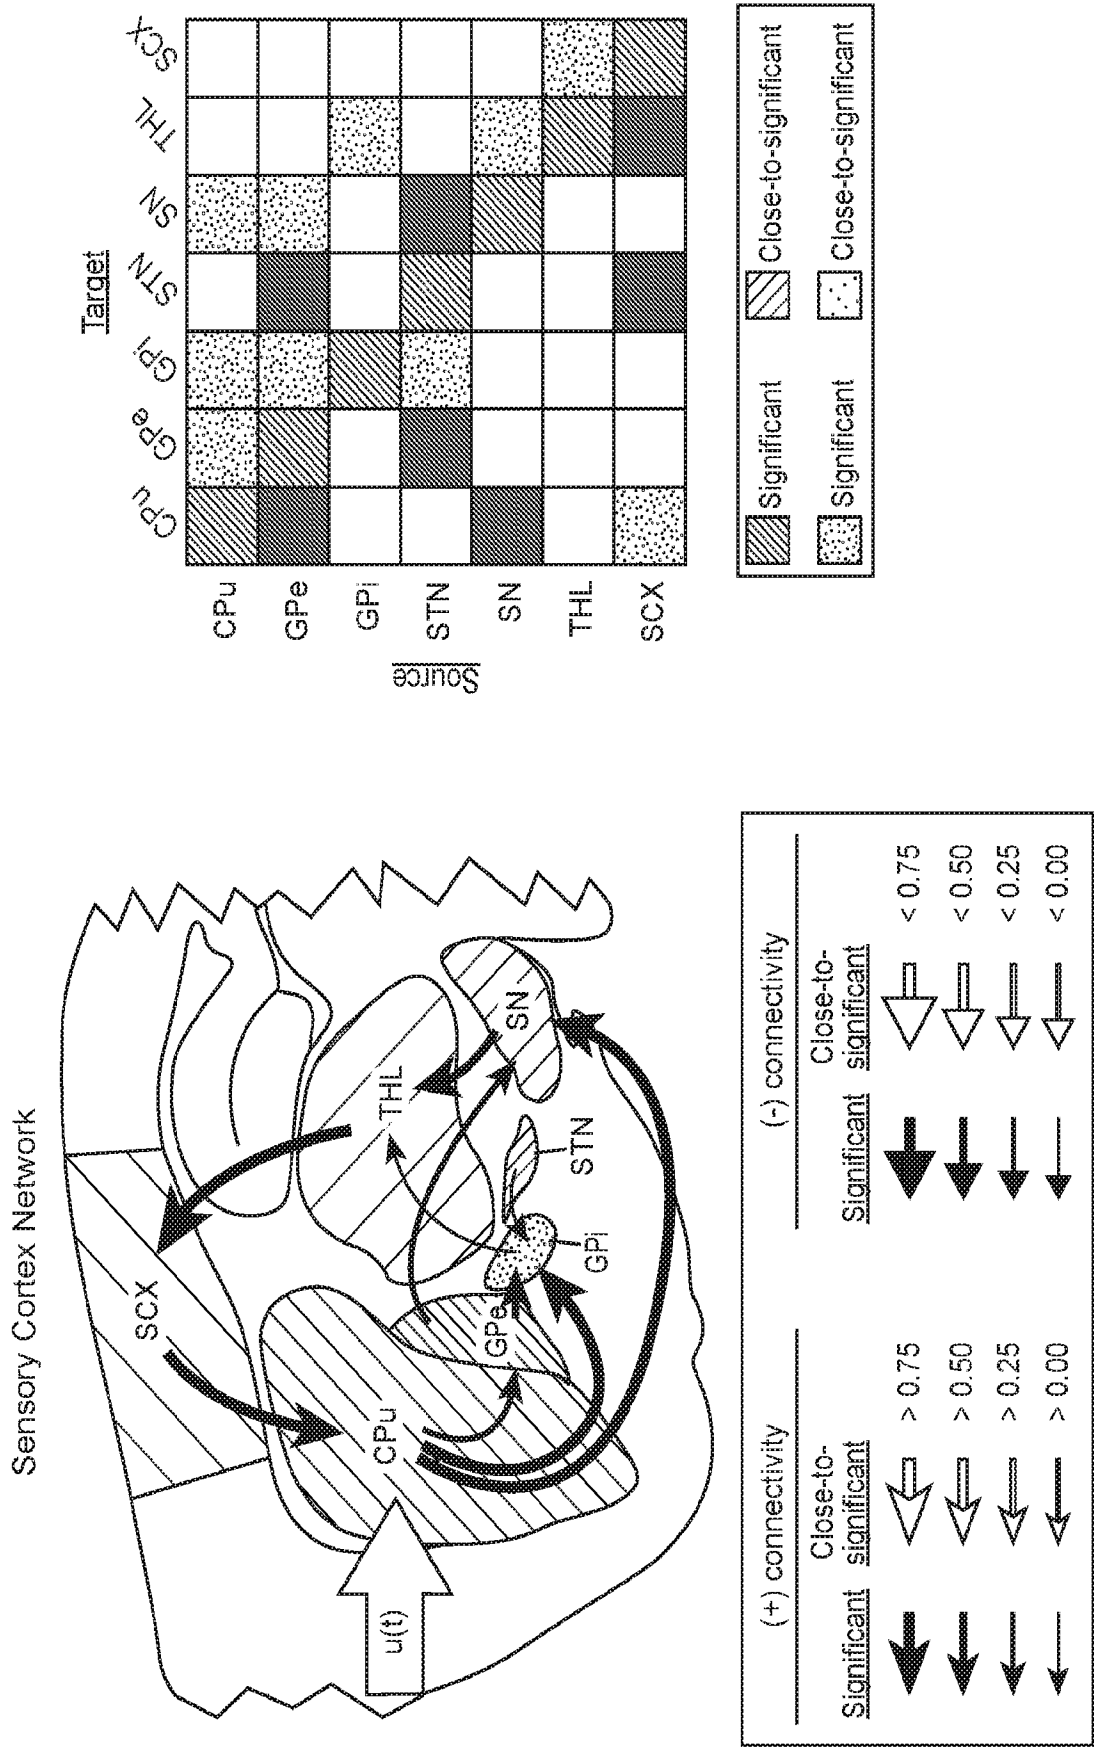 Sensory Cortex Network
SCX
CPu
u(t)
THL
GPe
GPi
STN
SN
(+) connectivity
Significant
Close-to-
significant
> 0.75
> 0.50
> 0.25
> 0.00
(-) connectivity
Significant
Close-to-
significant
< 0.75
< 0.50
< 0.25
< 0.00
Target
CPu GPe GPi STN SN THL SCX
Source
CPu
GPe
GPi
STN
SN
THL
SCX
Significant Close-to-significant
Significant Close-to-significant